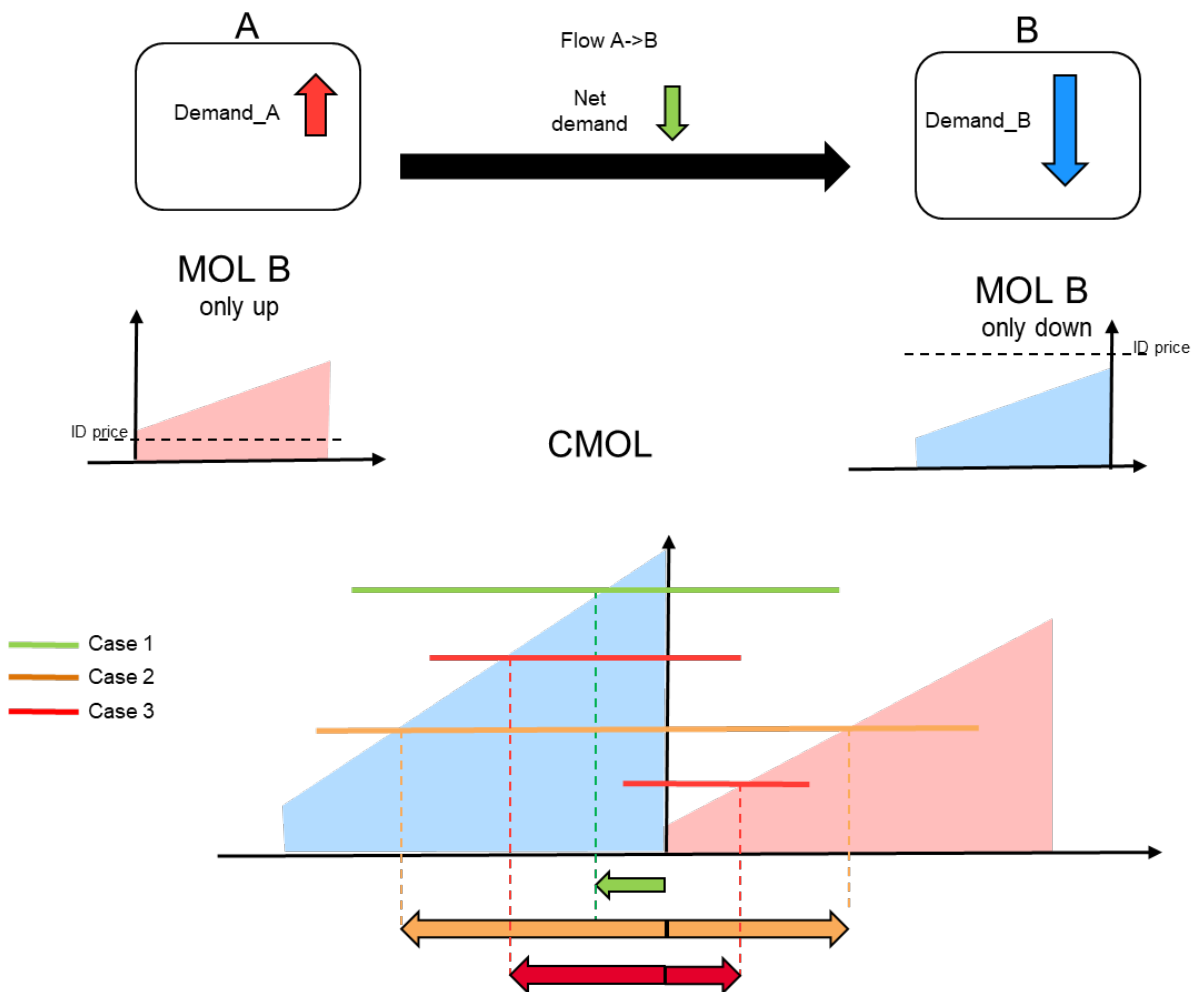 A
Flow A->B
B
Demand_A
Net
demand
Demand_B
MOL B
only up
MOL B
only down
ID price
ID price
CMOL
Case 1
Case 2
Case 3